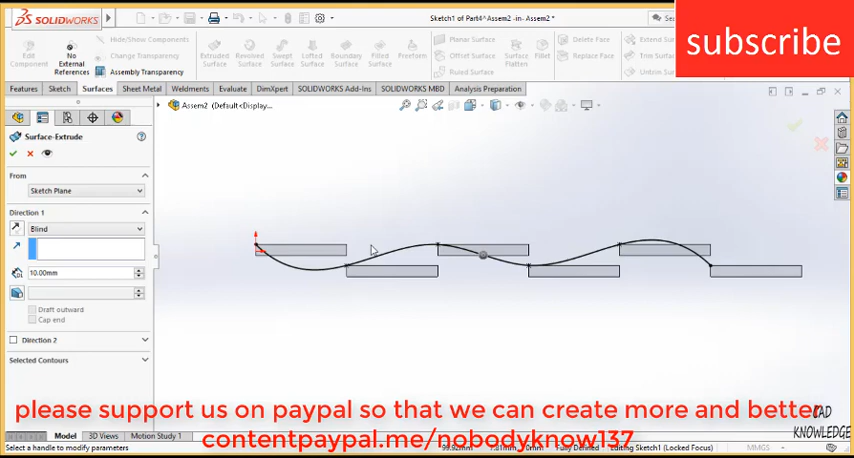 SOLIDWORKS
Sketch1 of Part4^Assem2 -in- Assem2 *
subscribe
Edit Component
No External References
Hide/Show Components
Change Transparency
Assembly Transparency
Extruded Surface
Revolved Surface
Swept Surface
Lofted Surface
Boundary Surface
Filled Surface
Freeform
Planar Surface
Offset Surface
Ruled Surface
Surface Flatten
Delete Face
Replace Face
Extend Surface
Trim Surface
Features
Sketch
Surfaces
Sheet Metal
Weldments
Evaluate
DimXpert
SOLIDWORKS Add-Ins
SOLIDWORKS MBD
Analysis Preparation
Assem2 (Default<Display...
Surface-Extrude
From
Sketch Plane
Direction 1
Blind
10.00mm
Draft outward
Cap end
Direction 2
Selected Contours
please support us on paypal so that we can create more and better
contentpaypal.me/nobodyknow137
CAD
KNOWLEDGE
Model
3D Views
Motion Study 1
Select a handle to modify parameters
Fully Defined
Editing Sketch1 (Locked Focus)
MMGS